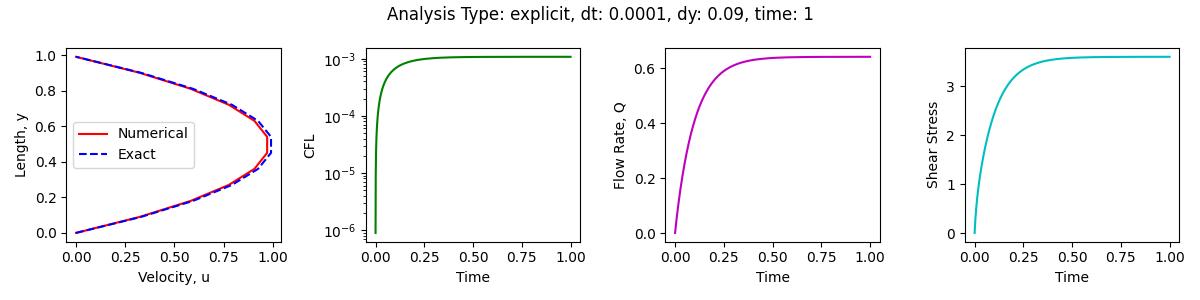 Analysis Type: explicit, dt: 0.0001, dy: 0.09, time: 1
Length, y
1.0
0.8
0.6
0.4
0.2
0.0
Numerical
Exact
0.00 0.25 0.50 0.75 1.00
Velocity, u
CFL
10⁻³
10⁻⁴
10⁻⁵
10⁻⁶
0.00 0.25 0.50 0.75 1.00
Time
Flow Rate, Q
0.6
0.4
0.2
0.0
0.00 0.25 0.50 0.75 1.00
Time
Shear Stress
3
2
1
0
0.00 0.25 0.50 0.75 1.00
Time